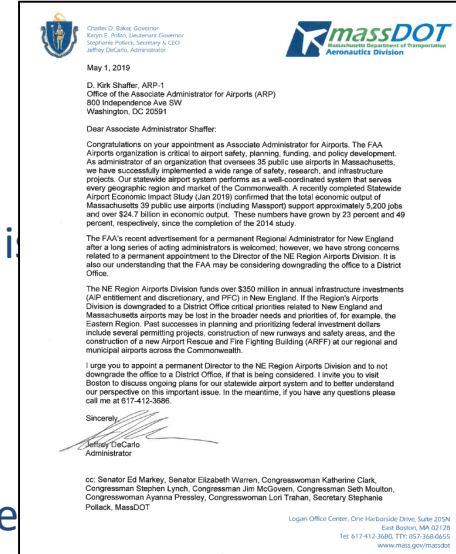 Charles D. Baker, Governor
Karyn E. Polito, Lieutenant Governor
Stephanie Pollack, Secretary & CEO
Jeffrey DeCarlo, Administrator
massDOT
Massachusetts Department of Transportation
Aeronautics Division
May 1, 2019
D. Kirk Shaffer, ARP-1
Office of the Associate Administrator for Airports (ARP)
800 Independence Ave SW
Washington, DC 20591
Dear Associate Administrator Shaffer:
Congratulations on your appointment as Associate Administrator for Airports. The FAA
Airports organization is critical to airport safety, planning, funding, and policy development.
As administrator of an organization that oversees 35 public use airports in Massachusetts,
we have successfully implemented a wide range of safety, research, and infrastructure
projects. Our statewide airport system performs as a well-coordinated system that serves
every geographic region and market of the Commonwealth. A recently completed Statewide
Airport Economic Impact Study (Jan 2019) confirmed that the total economic output of
Massachusetts 39 public use airports (including Massport) support approximately 5,200 jobs
and over $24.7 billion in economic output. These numbers have grown by 23 percent and 49
percent, respectively, since the completion of the 2014 study.
The FAA's recent advertisement for a permanent Regional Administrator for New England
after a long series of acting administrators is welcomed; however, we have strong concerns
related to a permanent appointment to the Director of the NE Region Airports Division. It is
also our understanding that the FAA may be considering downgrading the office to a District
Office.
The NE Region Airports Division funds over $350 million in annual infrastructure investments
(AIP entitlement and discretionary, and PFC) in New England. If the Region's Airports
Division is downgraded to a District Office critical priorities related to New England and
Massachusetts airports may be lost in the broader needs and priorities of, for example, the
Eastern Region. Past successes in planning and prioritizing federal investment dollars
include several permitting projects, construction of new runways and safety areas, and the
construction of a new Airport Rescue and Fire Fighting Building (ARFF) at our regional and
municipal airports across the Commonwealth.
I urge you to appoint a permanent Director to the NE Region Airports Division and to not
downgrade the office to a District Office, if that is being considered. I invite you to visit
Boston to discuss ongoing plans for our statewide airport system and to better understand
our perspective on this important issue. In the meantime, if you have any questions please
call me at 617-412-3686.
Sincerely,
Jeffrey DeCarlo
Administrator
cc: Senator Ed Markey, Senator Elizabeth Warren, Congresswoman Katherine Clark,
Congressman Stephen Lynch, Congressman Jim McGovern, Congressman Seth Moulton,
Congresswoman Ayanna Pressley, Congresswoman Lori Trahan, Secretary Stephanie
Pollack, MassDOT
Logan Office Center, One Harborside Drive, Suite 205N
East Boston, MA 02128
Tel: 617-412-3680, TTY: 857-368-0655
www.mass.gov/massdot